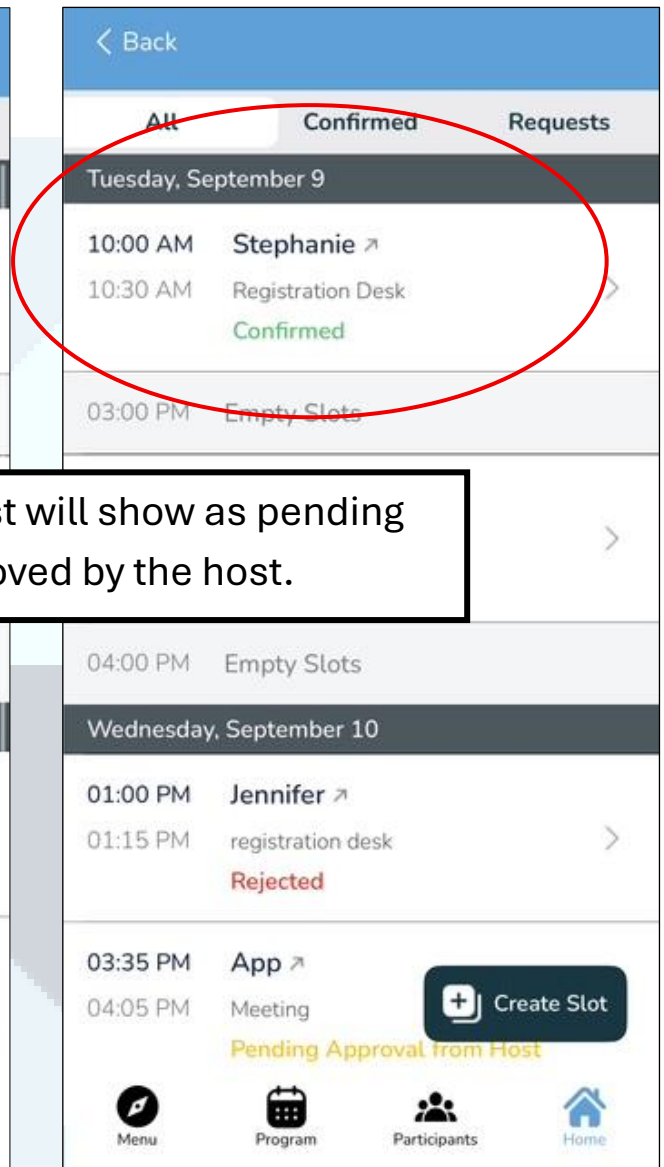 Back
All Confirmed Requests
Tuesday, September 9
10:00 AM Stephanie
10:30 AM Registration Desk
Confirmed
03:00 PM Empty Slots
will show as pending
by the host.
04:00 PM Empty Slots
Wednesday, September 10
01:00 PM Jennifer
01:15 PM registration desk
Rejected
03:35 PM App
04:05 PM Meeting
Create Slot
Pending Approval from Host
Menu Program Participants Home